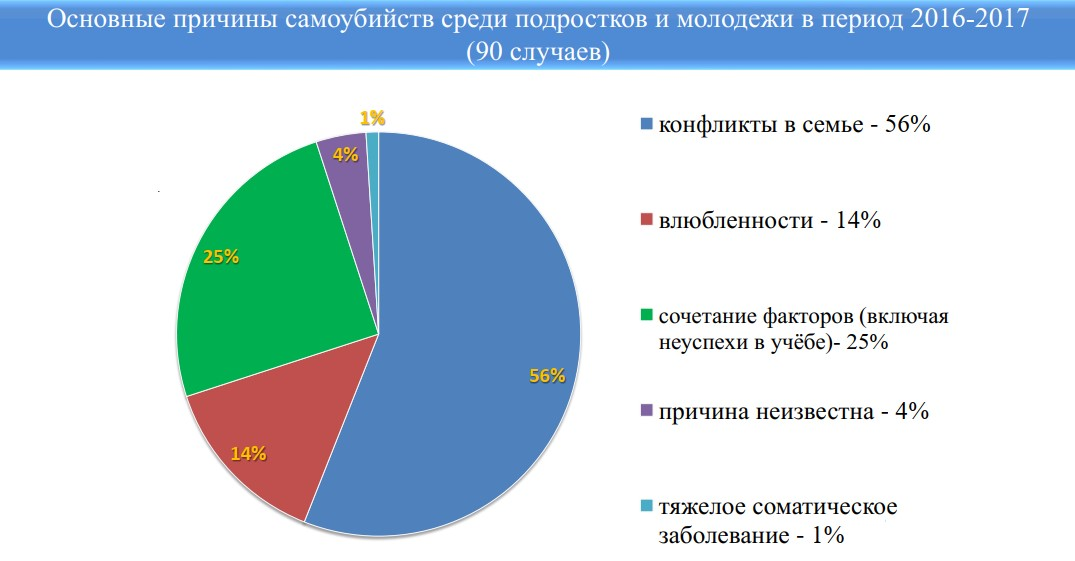 Основные причины самоубийств среди подростков и молодежи в период 2016-2017
(90 случаев)
1%
4%
25%
56%
14%
конфликты в семье - 56%
влюбленности - 14%
сочетание факторов (включая
неуспехи в учёбе)- 25%
причина неизвестна - 4%
тяжелое соматическое
заболевание - 1%